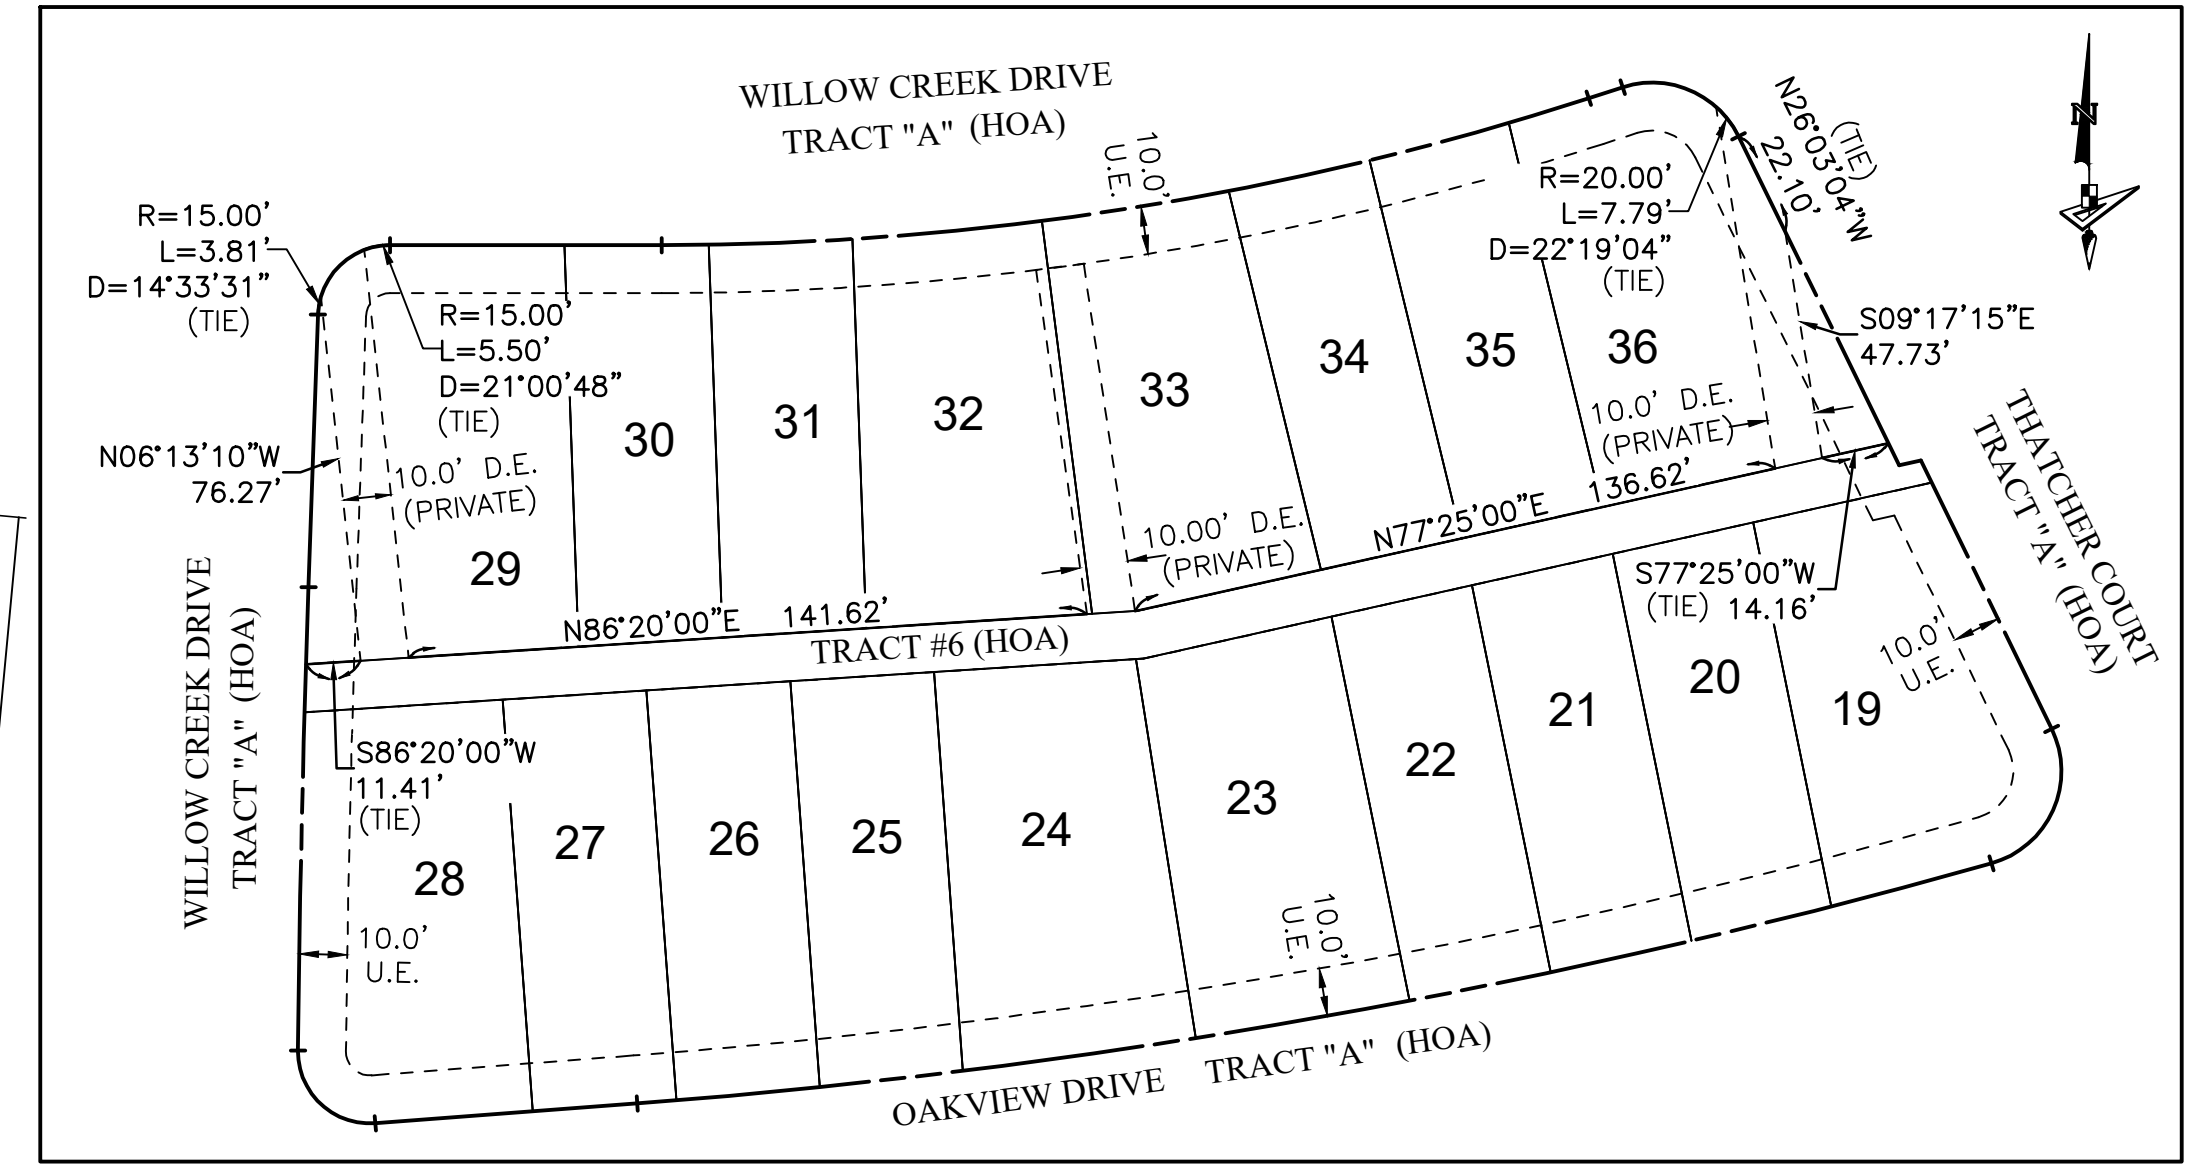 WILLOW CREEK DRIVE
TRACT "A" (HOA)
N
10.0'
U.E.
N26°03'04"W
22.10'
(TIE)
R=15.00'
L=3.81'
D=14°33'31"
(TIE)
R=20.00'
L=7.79'
D=22°19'04"
(TIE)
R=15.00'
L=5.50'
D=21°00'48"
(TIE)
S09°17'15"E
47.73'
N06°13'10"W
76.27'
10.0' D.E.
(PRIVATE)
29
30
31
32
33
34
35
36
10.0' D.E.
(PRIVATE)
10.00' D.E.
(PRIVATE)
N77°25'00"E 136.62'
N86°20'00"E 141.62'
TRACT #6 (HOA)
S77°25'00"W
(TIE) 14.16'
THATCHER COURT
TRACT "A" (HOA)
WILLOW CREEK DRIVE
TRACT "A" (HOA)
S86°20'00"W
11.41'
(TIE)
28
27
26
25
24
23
22
21
20
19
10.0'
U.E.
10.0'
U.E.
10.0'
U.E.
OAKVIEW DRIVE TRACT "A" (HOA)